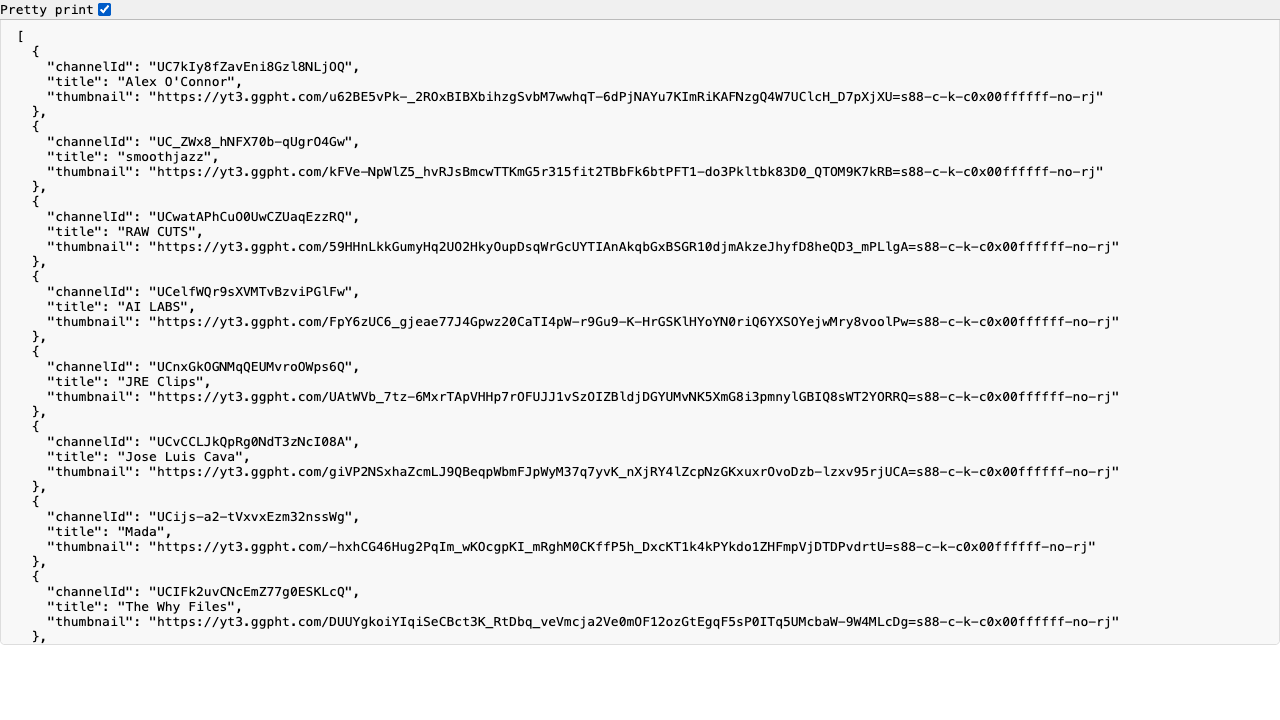 Pretty print
[
  {
    "channelId": "UC7kIy8fZavEni8Gzl8NLjOQ",
    "title": "Alex O'Connor",
    "thumbnail": "https://yt3.ggpht.com/u62BE5vPk-_2ROxBIBXbihzgSvbM7wwhqT-6dPjNAYu7KImRiKAFNzgQ4W7UClcH_D7pXjXU=s88-c-k-c0x00ffffff-no-rj"
  },
  {
    "channelId": "UC_ZWx8_hNFX70b-qUgrO4Gw",
    "title": "smoothjazz",
    "thumbnail": "https://yt3.ggpht.com/kFVe-NpWlZ5_hvRJsBmcwTTKmG5r315fit2TBbFk6btPFT1-do3Pkltbk83D0_QTOM9K7kRB=s88-c-k-c0x00ffffff-no-rj"
  },
  {
    "channelId": "UCwatAPhCuO0UwCZUaqEzzRQ",
    "title": "RAW CUTS",
    "thumbnail": "https://yt3.ggpht.com/59HHnLkkGumyHq2UO2HkyOupDsqWrGcUYTIAnAkqbGxBSGR10djmAkzeJhyfD8heQD3_mPLlgA=s88-c-k-c0x00ffffff-no-rj"
  },
  {
    "channelId": "UCelfWQr9sXVMTvBzviPGlFw",
    "title": "AI LABS",
    "thumbnail": "https://yt3.ggpht.com/FpY6zUC6_gjeae77J4Gpwz20CaTI4pW-r9Gu9-K-HrGSKlHYoYN0riQ6YXSOYejwMry8voolPw=s88-c-k-c0x00ffffff-no-rj"
  },
  {
    "channelId": "UCnxGkOGNMqQEUMvroOWps6Q",
    "title": "JRE Clips",
    "thumbnail": "https://yt3.ggpht.com/UAtWVb_7tz-6MxrTApVHHp7rOFUJJ1vSzOIZBldjDGYUMvNK5XmG8i3pmnylGBIQ8sWT2YORRQ=s88-c-k-c0x00ffffff-no-rj"
  },
  {
    "channelId": "UCvCCLJkQpRg0NdT3zNcI08A",
    "title": "Jose Luis Cava",
    "thumbnail": "https://yt3.ggpht.com/giVP2NSxhaZcmLJ9QBeqpWbmFJpWyM37q7yvK_nXjRY4lZcpNzGKxuxrOvoDzb-lzxv95rjUCA=s88-c-k-c0x00ffffff-no-rj"
  },
  {
    "channelId": "UCijs-a2-tVxvxEzm32nssWg",
    "title": "Mada",
    "thumbnail": "https://yt3.ggpht.com/-hxhCG46Hug2PqIm_wKOcgpKI_mRghM0CKffP5h_DxcKT1k4kPYkdo1ZHFmpVjDTDPvdrtU=s88-c-k-c0x00ffffff-no-rj"
  },
  {
    "channelId": "UCIFk2uvCNcEmZ77g0ESKLcQ",
    "title": "The Why Files",
    "thumbnail": "https://yt3.ggpht.com/DUUYgkoiYIqiSeCBct3K_RtDbq_veVmcja2Ve0mOF12ozGtEgqF5sP0ITq5UMcbaW-9W4MLcDg=s88-c-k-c0x00ffffff-no-rj"
  },